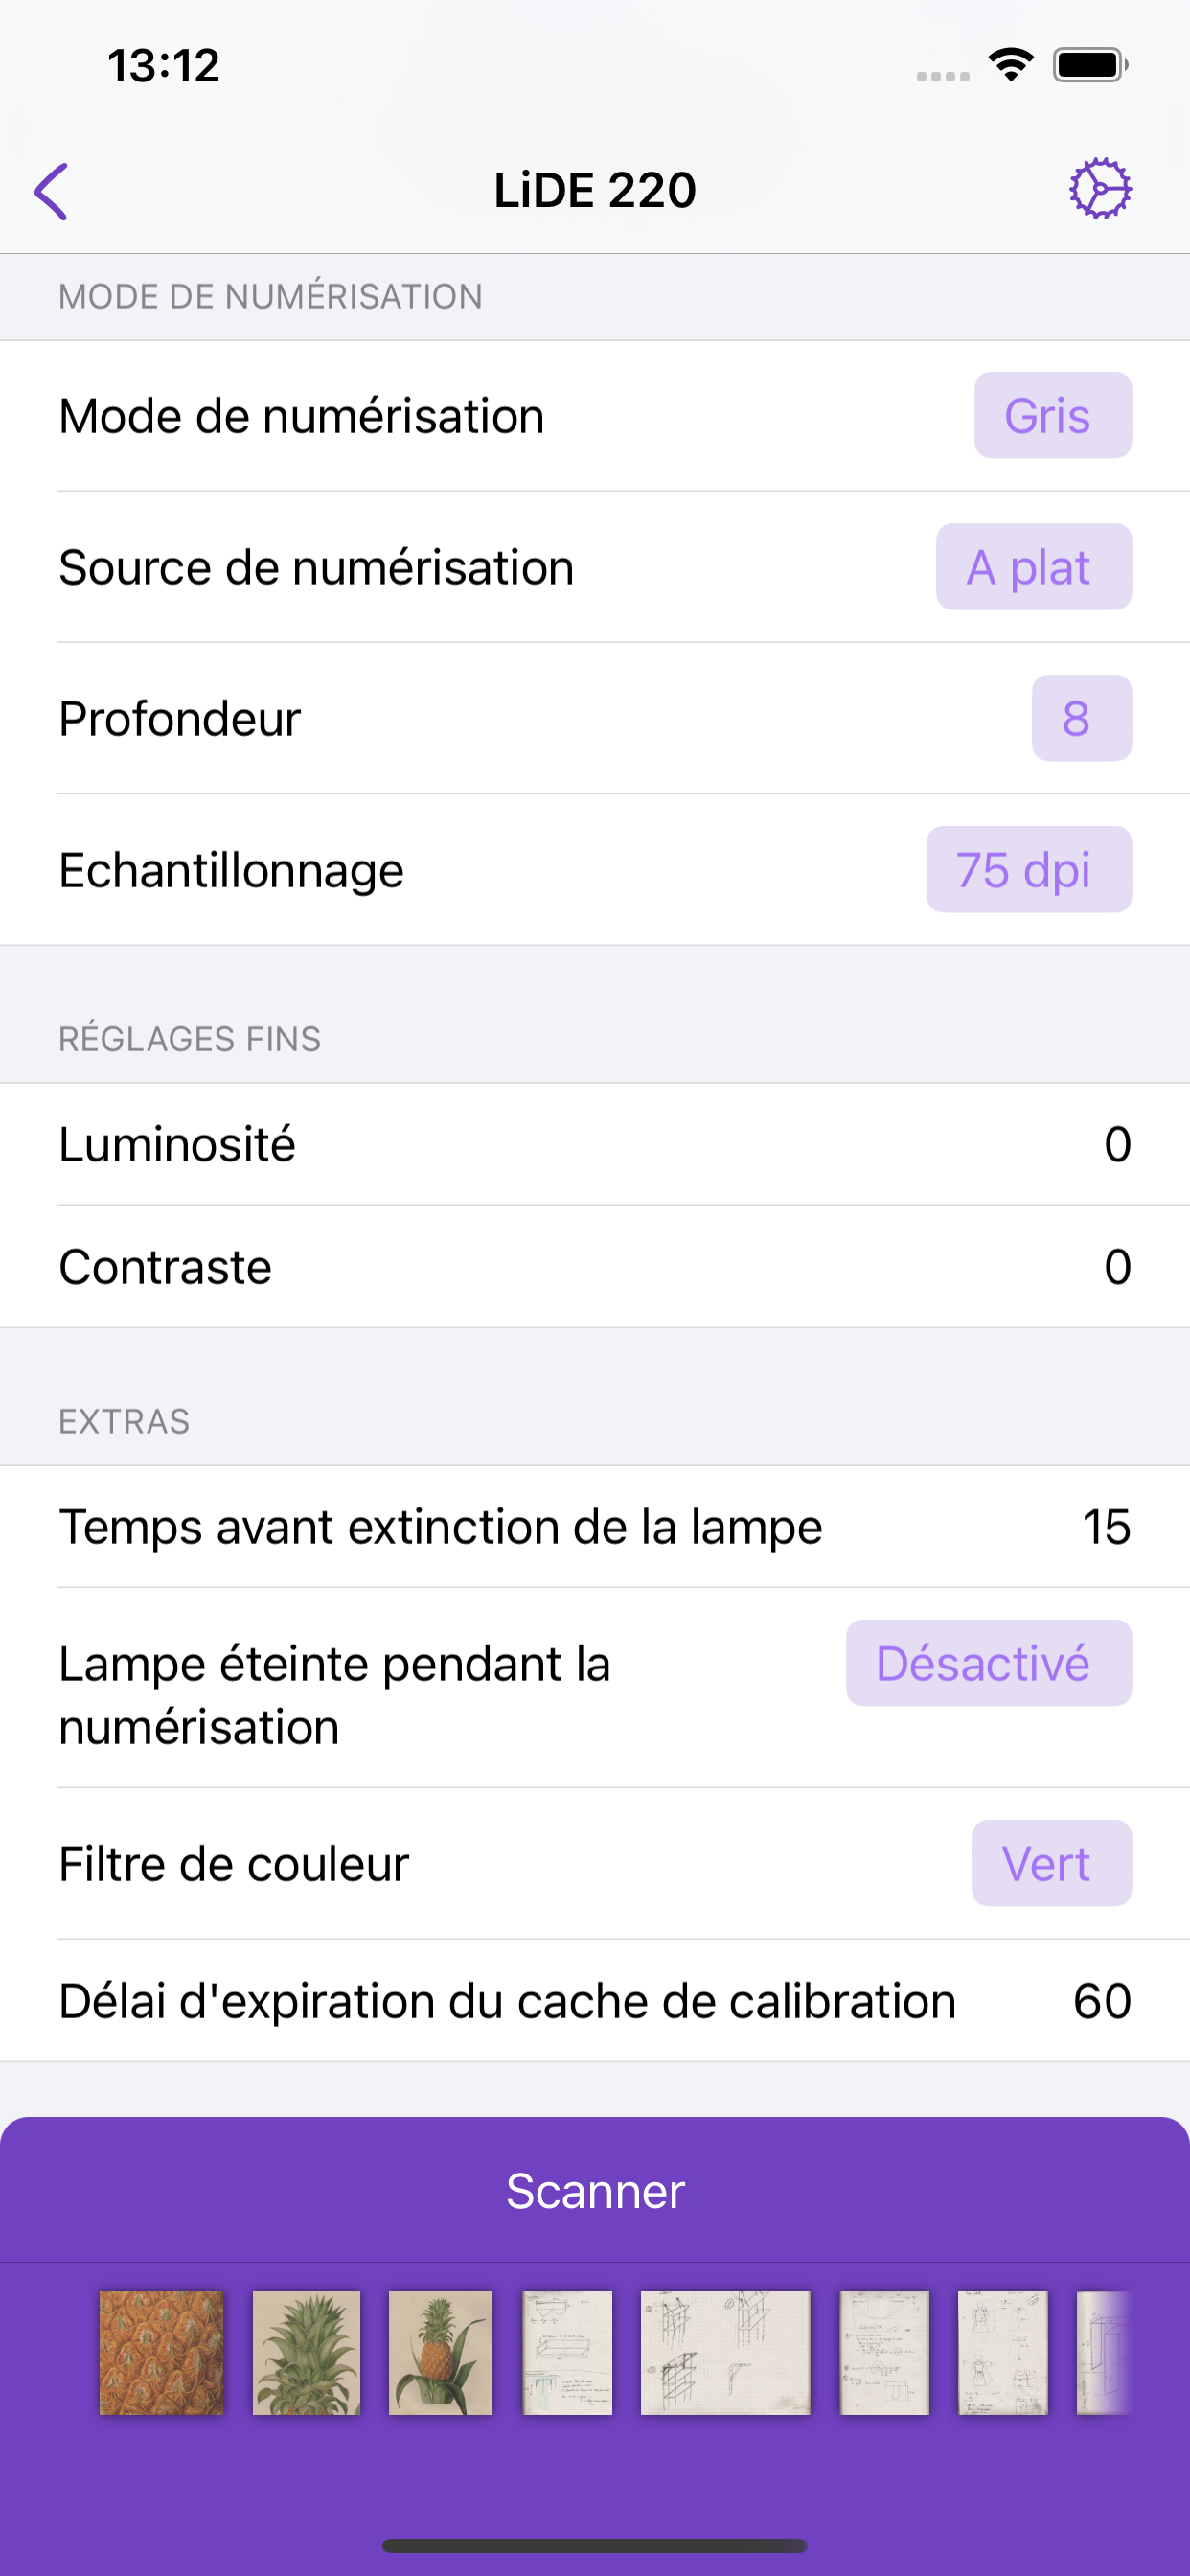 13:12
LiDE 220
MODE DE NUMÉRISATION
Mode de numérisation Gris
Source de numérisation A plat
Profondeur 8
Echantillonnage 75 dpi
RÉGLAGES FINS
Luminosité 0
Contraste 0
EXTRAS
Temps avant extinction de la lampe 15
Lampe éteinte pendant la Désactivé
numérisation
Filtre de couleur Vert
Délai d'expiration du cache de calibration 60
Scanner